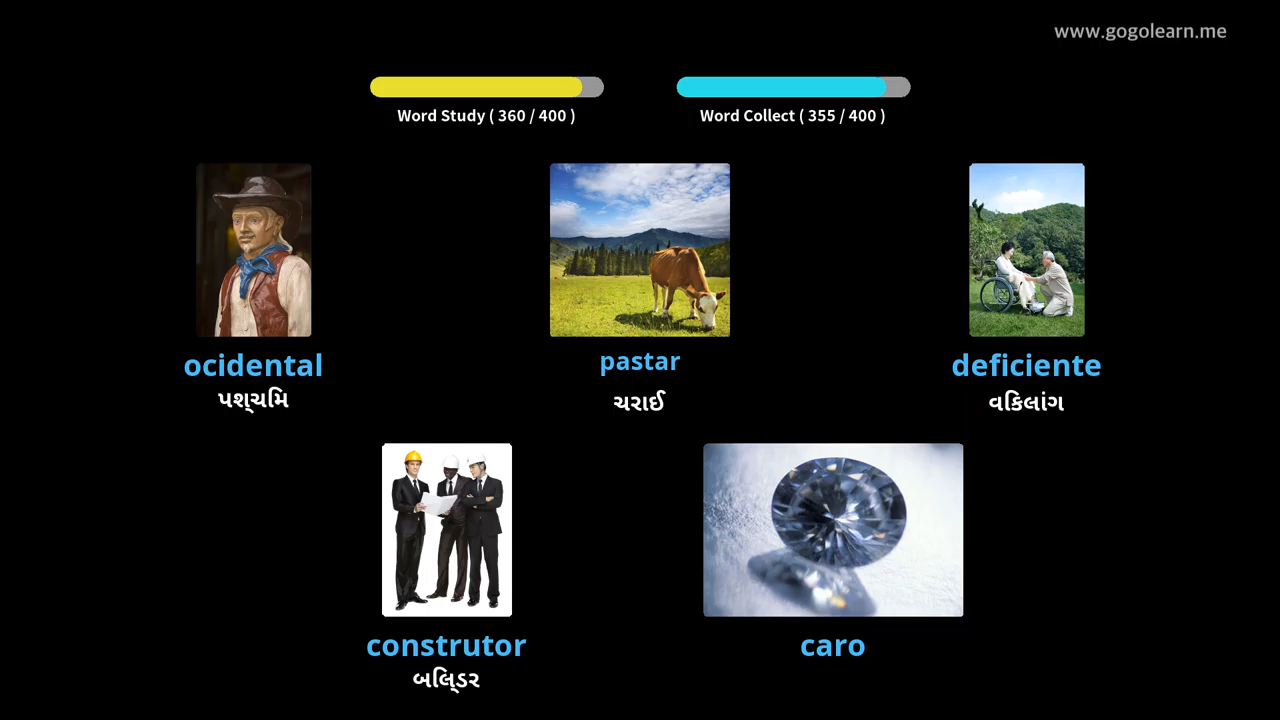 www.gogolearn.me
Word Study ( 360 / 400 )
Word Collect ( 355 / 400 )
ocidental
પશ્ચિમ
pastar
ચરાઈ
deficiente
વિકલાંગ
construtor
બિલ્ડર
caro